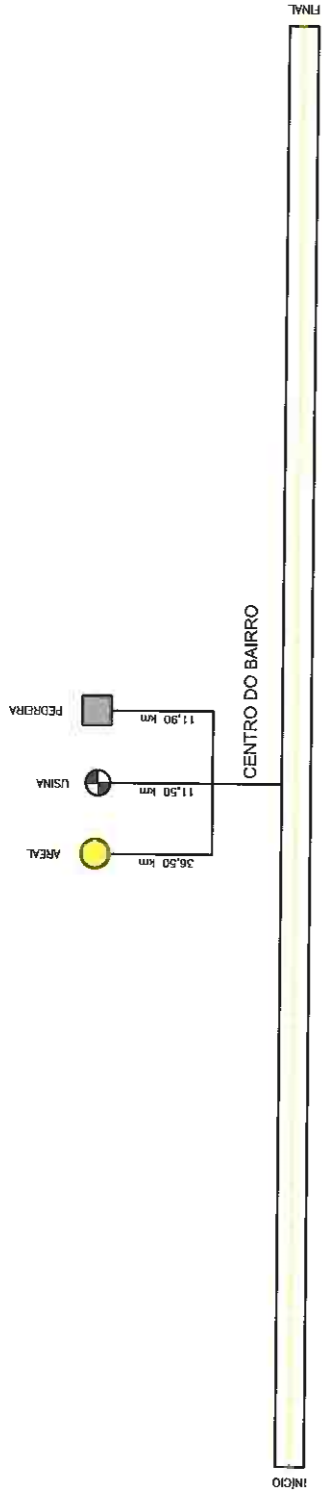 FINAL
PEDREIRA
11,90 km
USINA
11,50 km
AREAL
36,50 km
CENTRO DO BAIRRO
INÍCIO